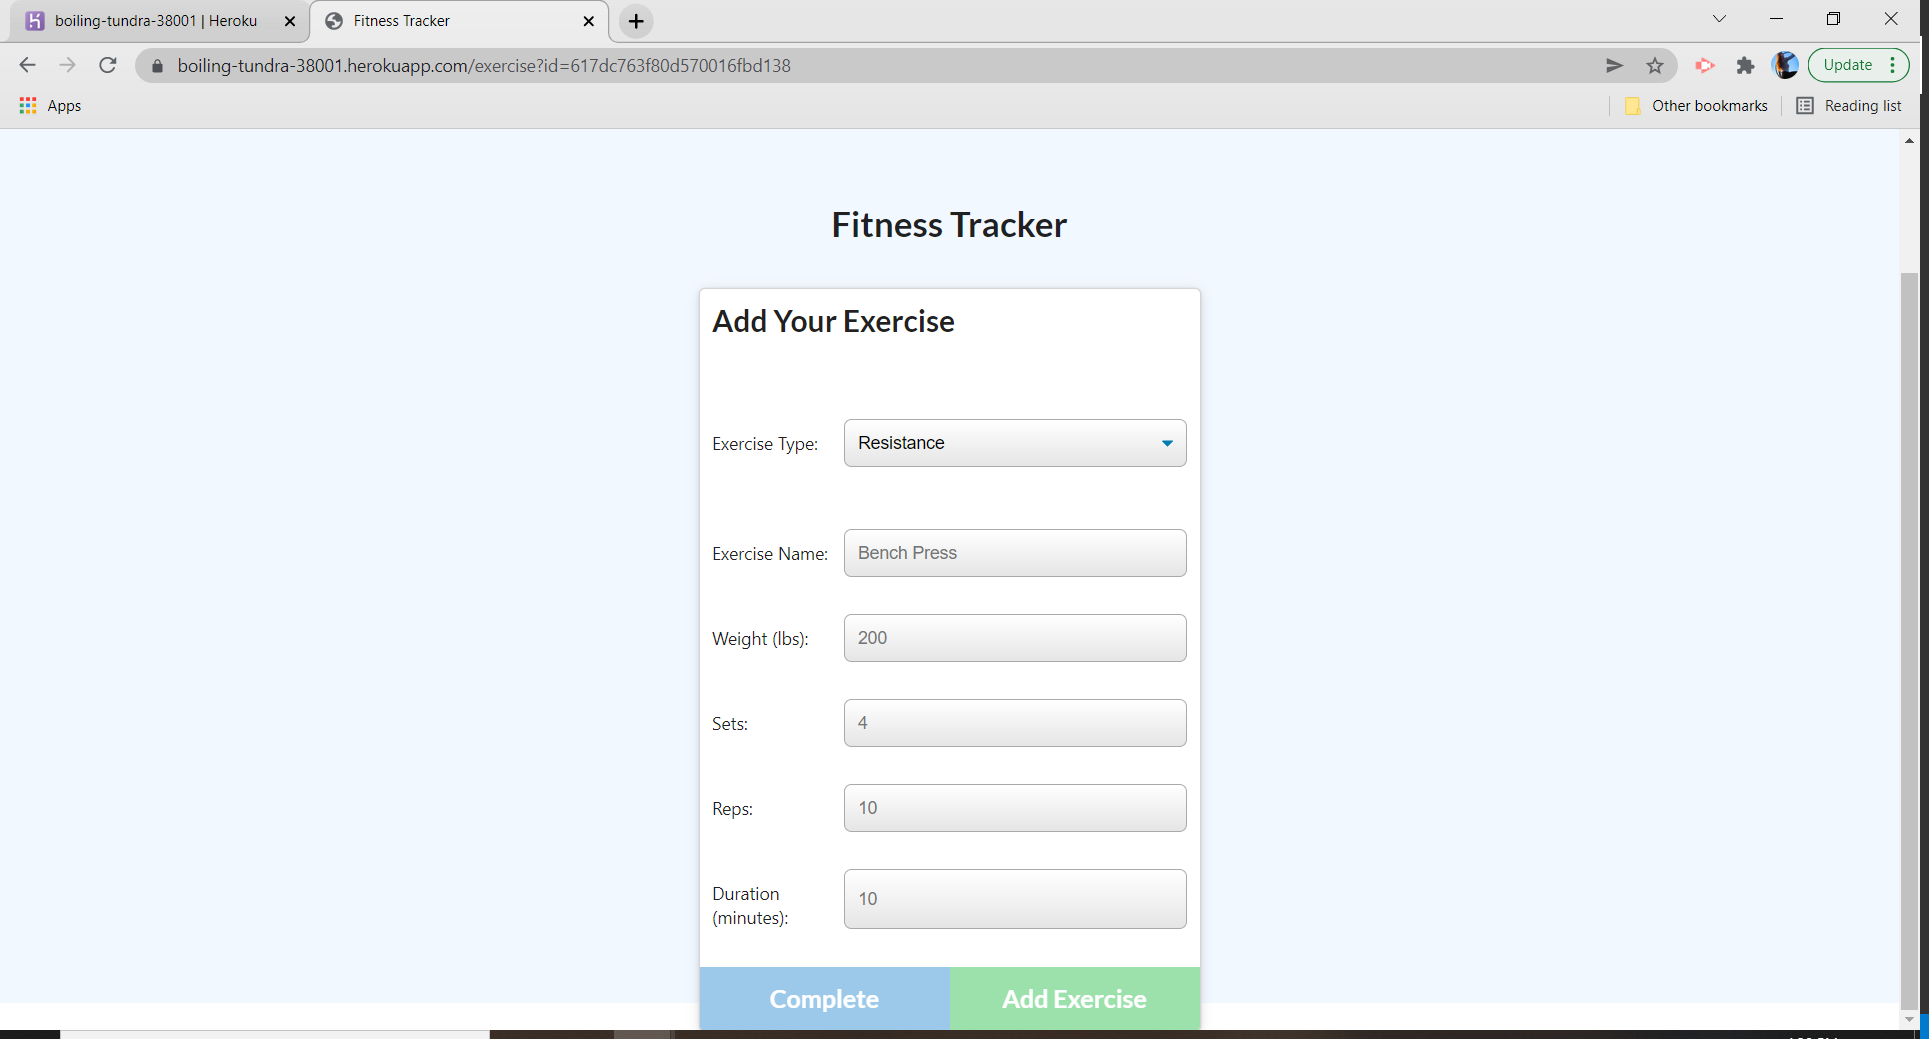 boiling-tundra-38001 | Heroku
Fitness Tracker
boiling-tundra-38001.herokuapp.com/exercise?id=617dc763f80d570016fbd138
Update
Apps
Other bookmarks
Reading list
Fitness Tracker
Add Your Exercise
Exercise Type:
Resistance
Exercise Name:
Bench Press
Weight (lbs):
200
Sets:
4
Reps:
10
Duration
(minutes):
10
Complete
Add Exercise